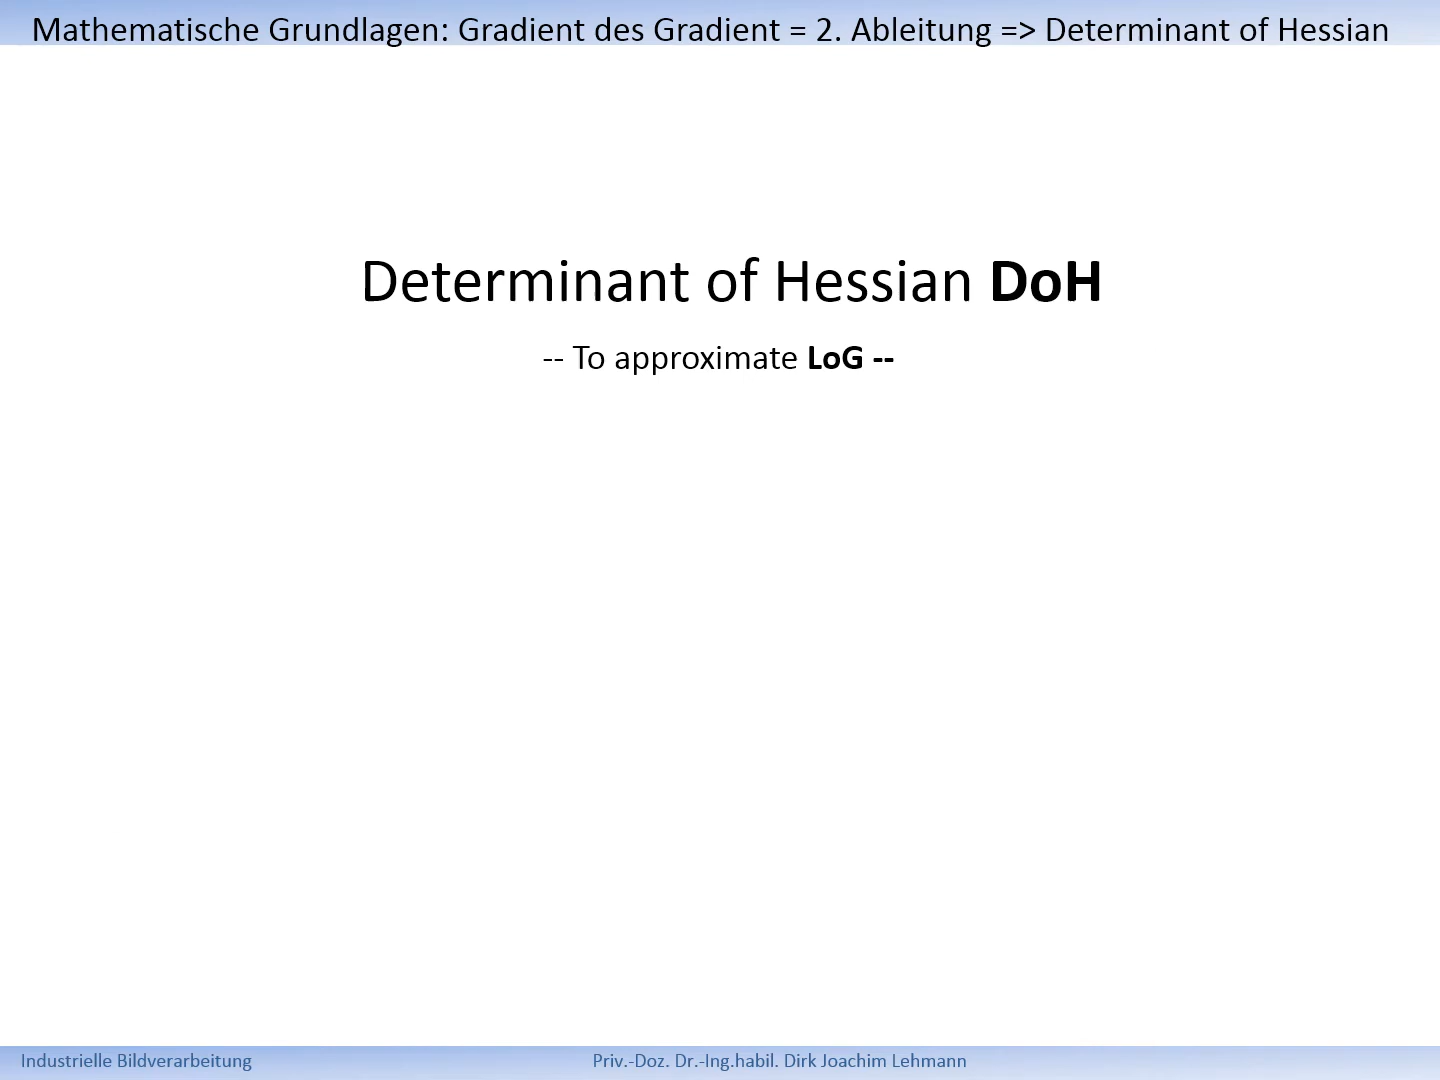 Mathematische Grundlagen: Gradient des Gradient = 2. Ableitung => Determinant of Hessian
Determinant of Hessian DoH
-- To approximate LoG --
Industrielle Bildverarbeitung
Priv.-Doz. Dr.-Ing.habil. Dirk Joachim Lehmann